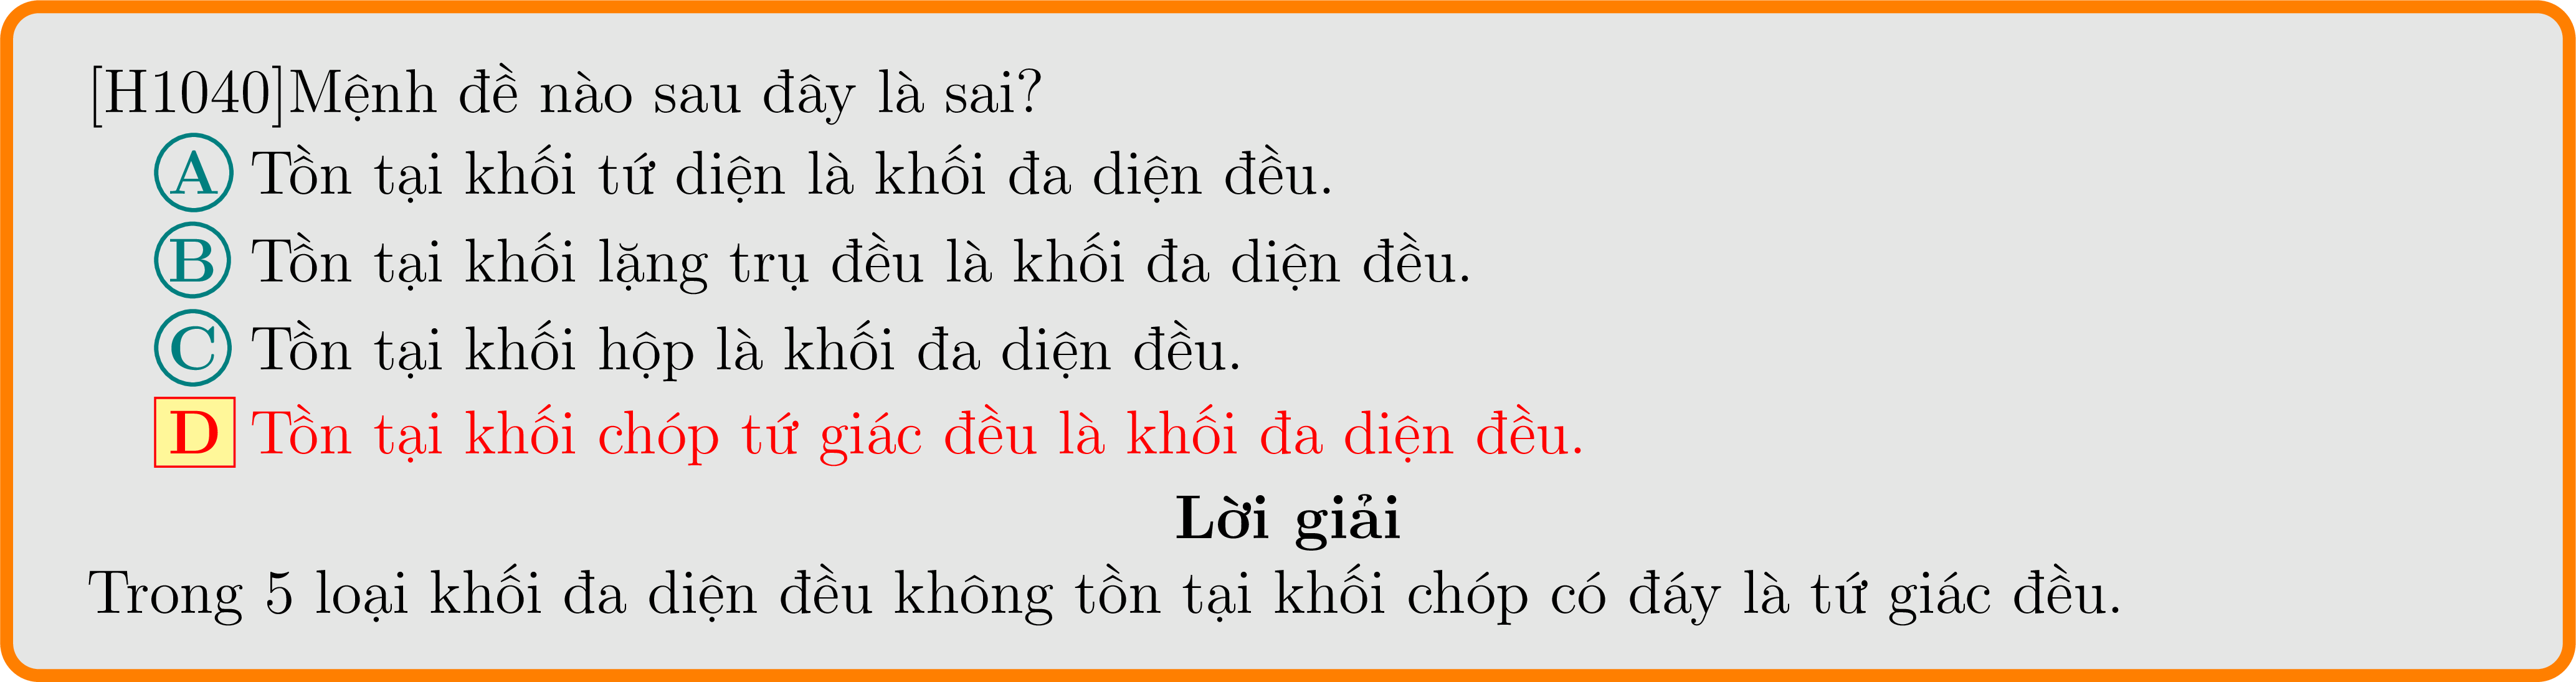 [H1040]Mệnh đề nào sau đây là sai?
A Tồn tại khối tứ diện là khối đa diện đều.
B Tồn tại khối lặng trụ đều là khối đa diện đều.
C Tồn tại khối hộp là khối đa diện đều.
D Tồn tại khối chóp tứ giác đều là khối đa diện đều.
Lời giải
Trong 5 loại khối đa diện đều không tồn tại khối chóp có đáy là tứ giác đều.